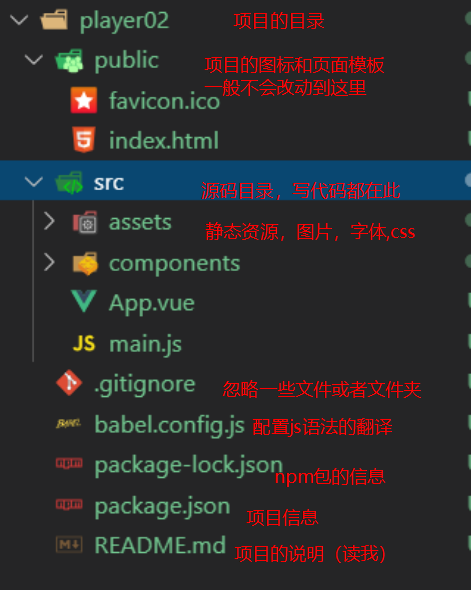 player02 项目的目录
public 项目的图标和页面模板
一般不会改动到这里
favicon.ico
index.html
src 源码目录，写代码都在此
assets 静态资源，图片，字体,css
components
App.vue
JS main.js
.gitignore 忽略一些文件或者文件夹
BABEL babel.config.js 配置js语法的翻译
npm package-lock.json npm包的信息
npm package.json 项目信息
M↓ README.md 项目的说明（读我）